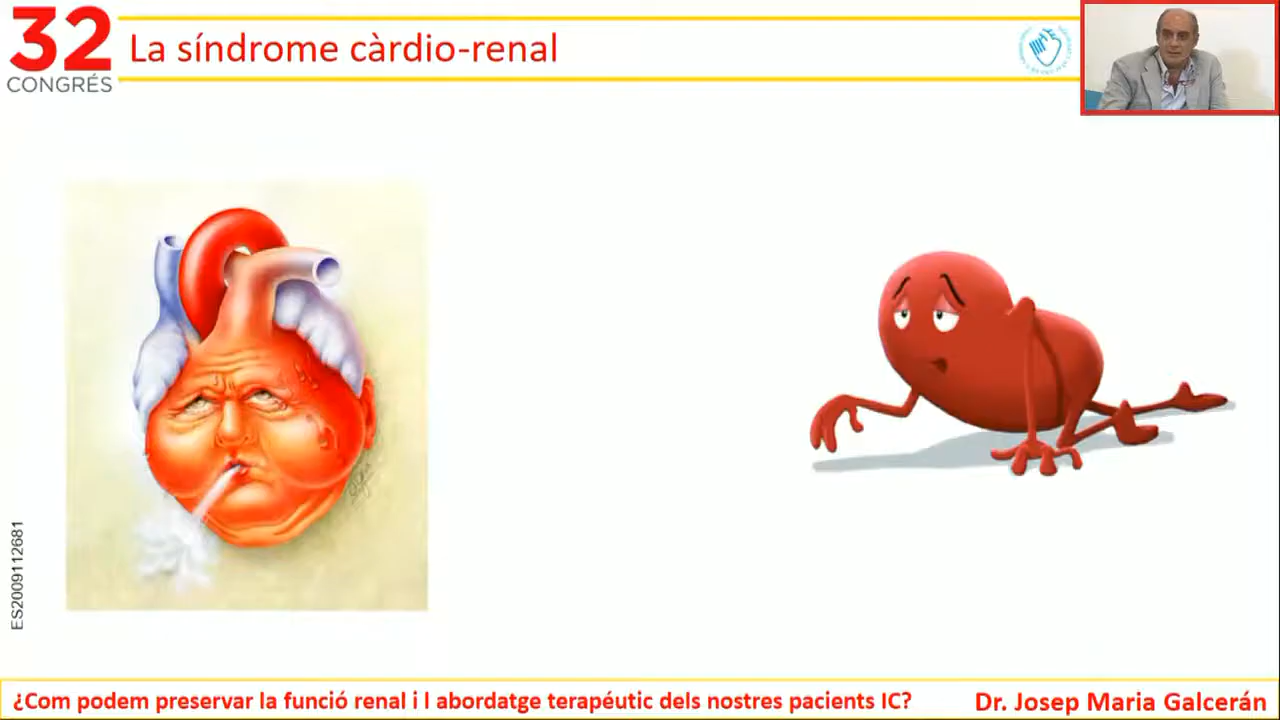 32
CONGRÉS
La síndrome càrdio-renal
ES2009112681
¿Com podem preservar la funció renal i l abordatge terapéutic dels nostres pacients IC?
Dr. Josep Maria Galcerán